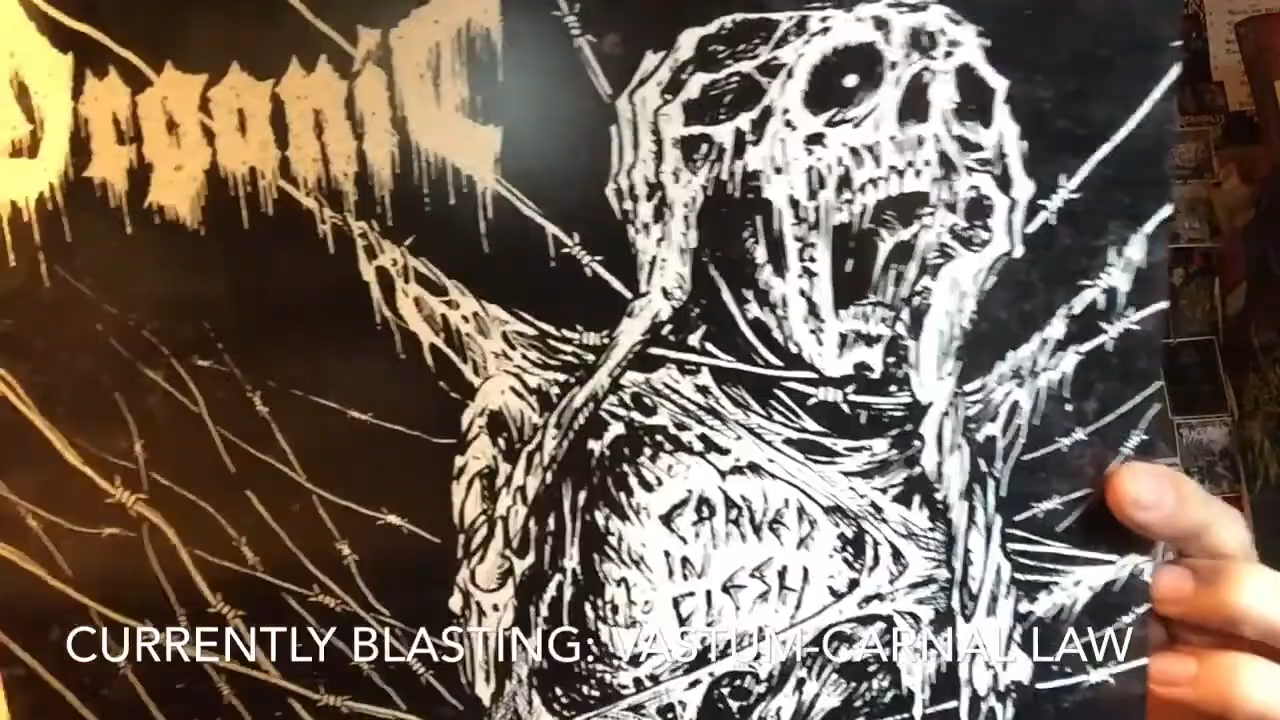 OrganiC
CARVED
IN
FLESH
CURRENTLY BLASTING: VASTUM-CARNAL LAW